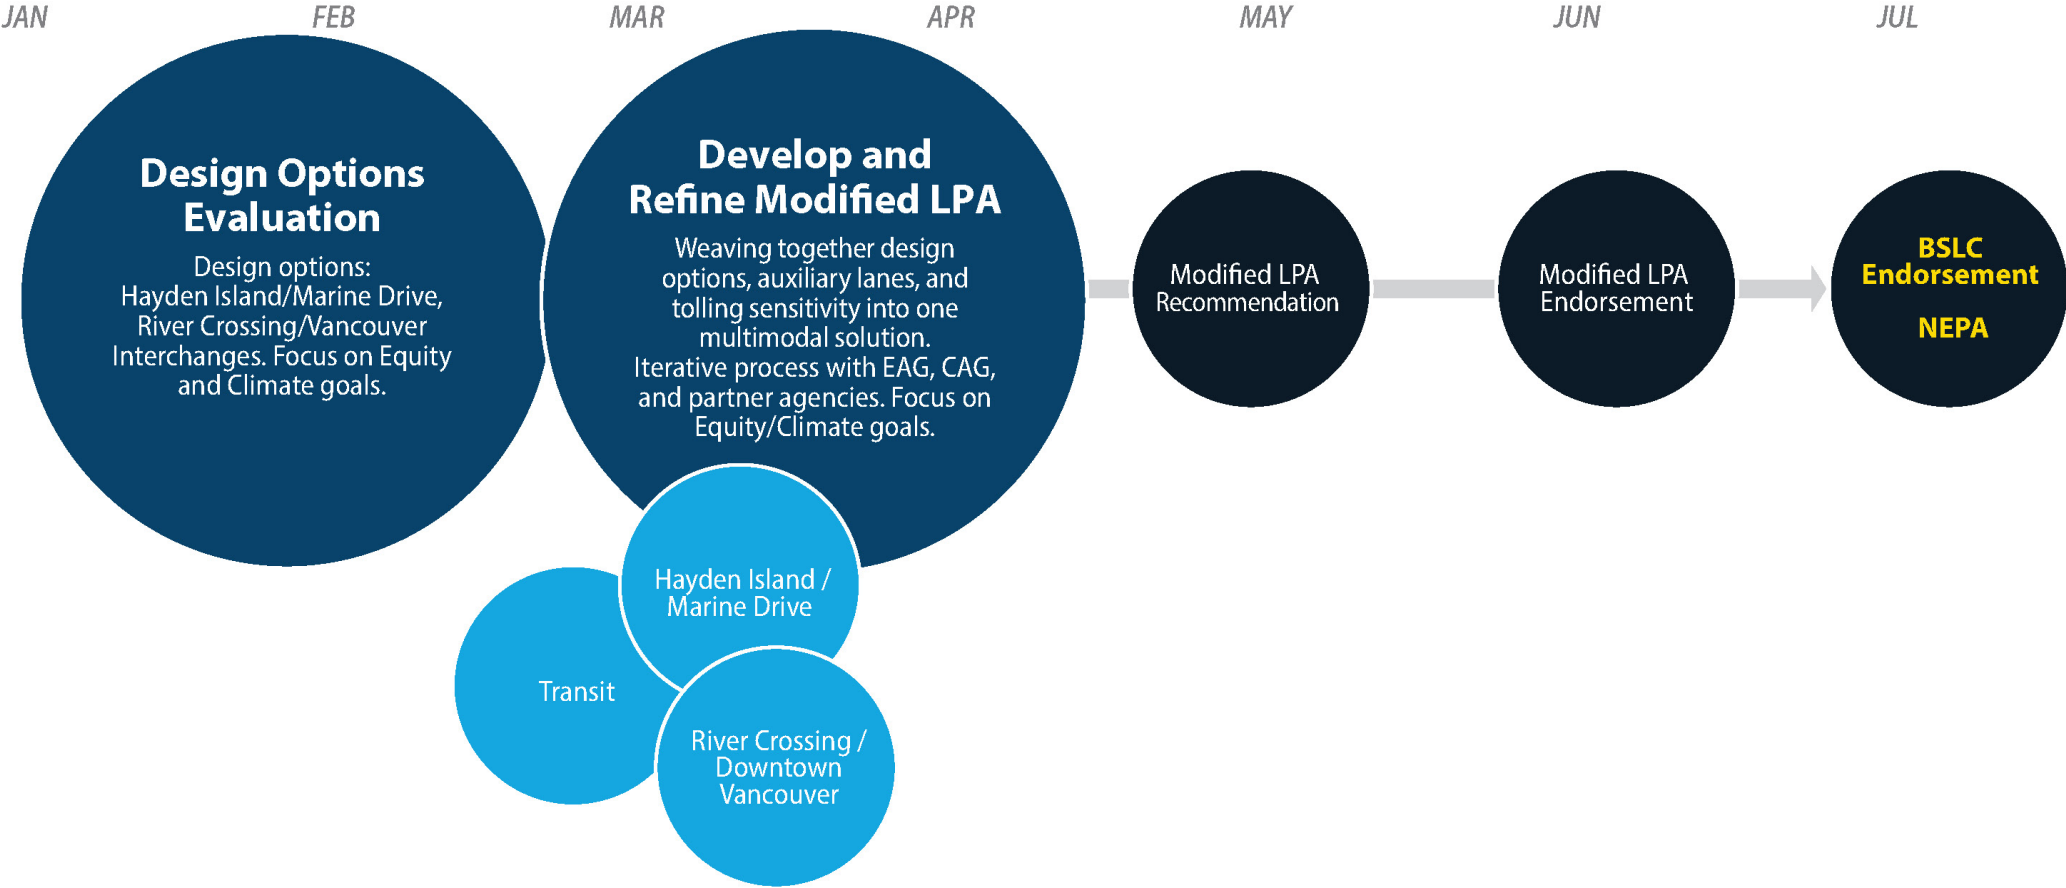 JAN FEB MAR APR MAY JUN JUL
Design Options
Evaluation
Design options:
Hayden Island/Marine Drive,
River Crossing/Vancouver
Interchanges. Focus on Equity
and Climate goals.
Develop and
Refine Modified LPA
Weaving together design
options, auxiliary lanes, and
tolling sensitivity into one
multimodal solution.
Iterative process with EAG, CAG,
and partner agencies. Focus on
Equity/Climate goals.
Modified LPA
Recommendation
Modified LPA
Endorsement
BSLC
Endorsement
NEPA
Hayden Island /
Marine Drive
Transit
River Crossing /
Downtown
Vancouver